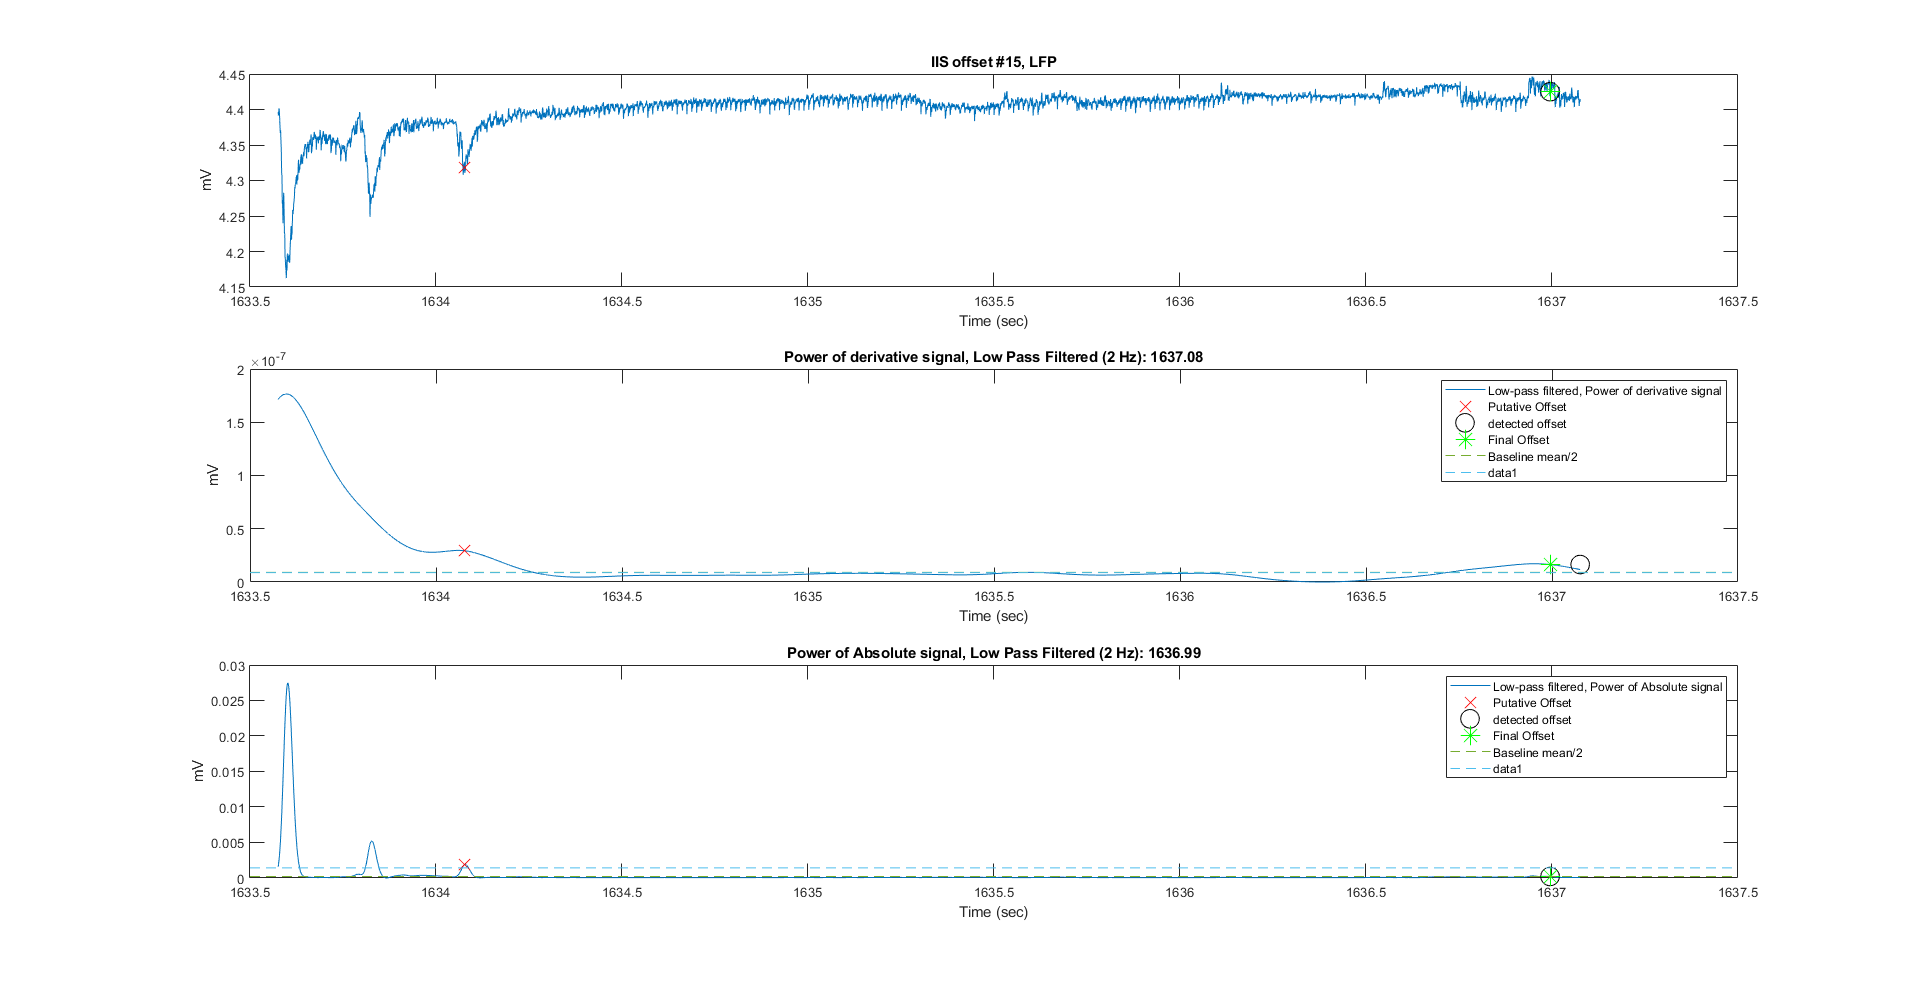 IIS offset #15, LFP
4.45
4.4
4.35
4.3
4.25
4.2
4.15
mV
1633.5 1634 1634.5 1635 1635.5 1636 1636.5 1637 1637.5
Time (sec)
Power of derivative signal, Low Pass Filtered (2 Hz): 1637.08
×10-7
2
1.5
1
0.5
0
mV
Low-pass filtered, Power of derivative signal
Putative Offset
detected offset
Final Offset
Baseline mean/2
data1
1633.5 1634 1634.5 1635 1635.5 1636 1636.5 1637 1637.5
Time (sec)
Power of Absolute signal, Low Pass Filtered (2 Hz): 1636.99
0.03
0.025
0.02
0.015
0.01
0.005
0
mV
Low-pass filtered, Power of Absolute signal
Putative Offset
detected offset
Final Offset
Baseline mean/2
data1
1633.5 1634 1634.5 1635 1635.5 1636 1636.5 1637 1637.5
Time (sec)